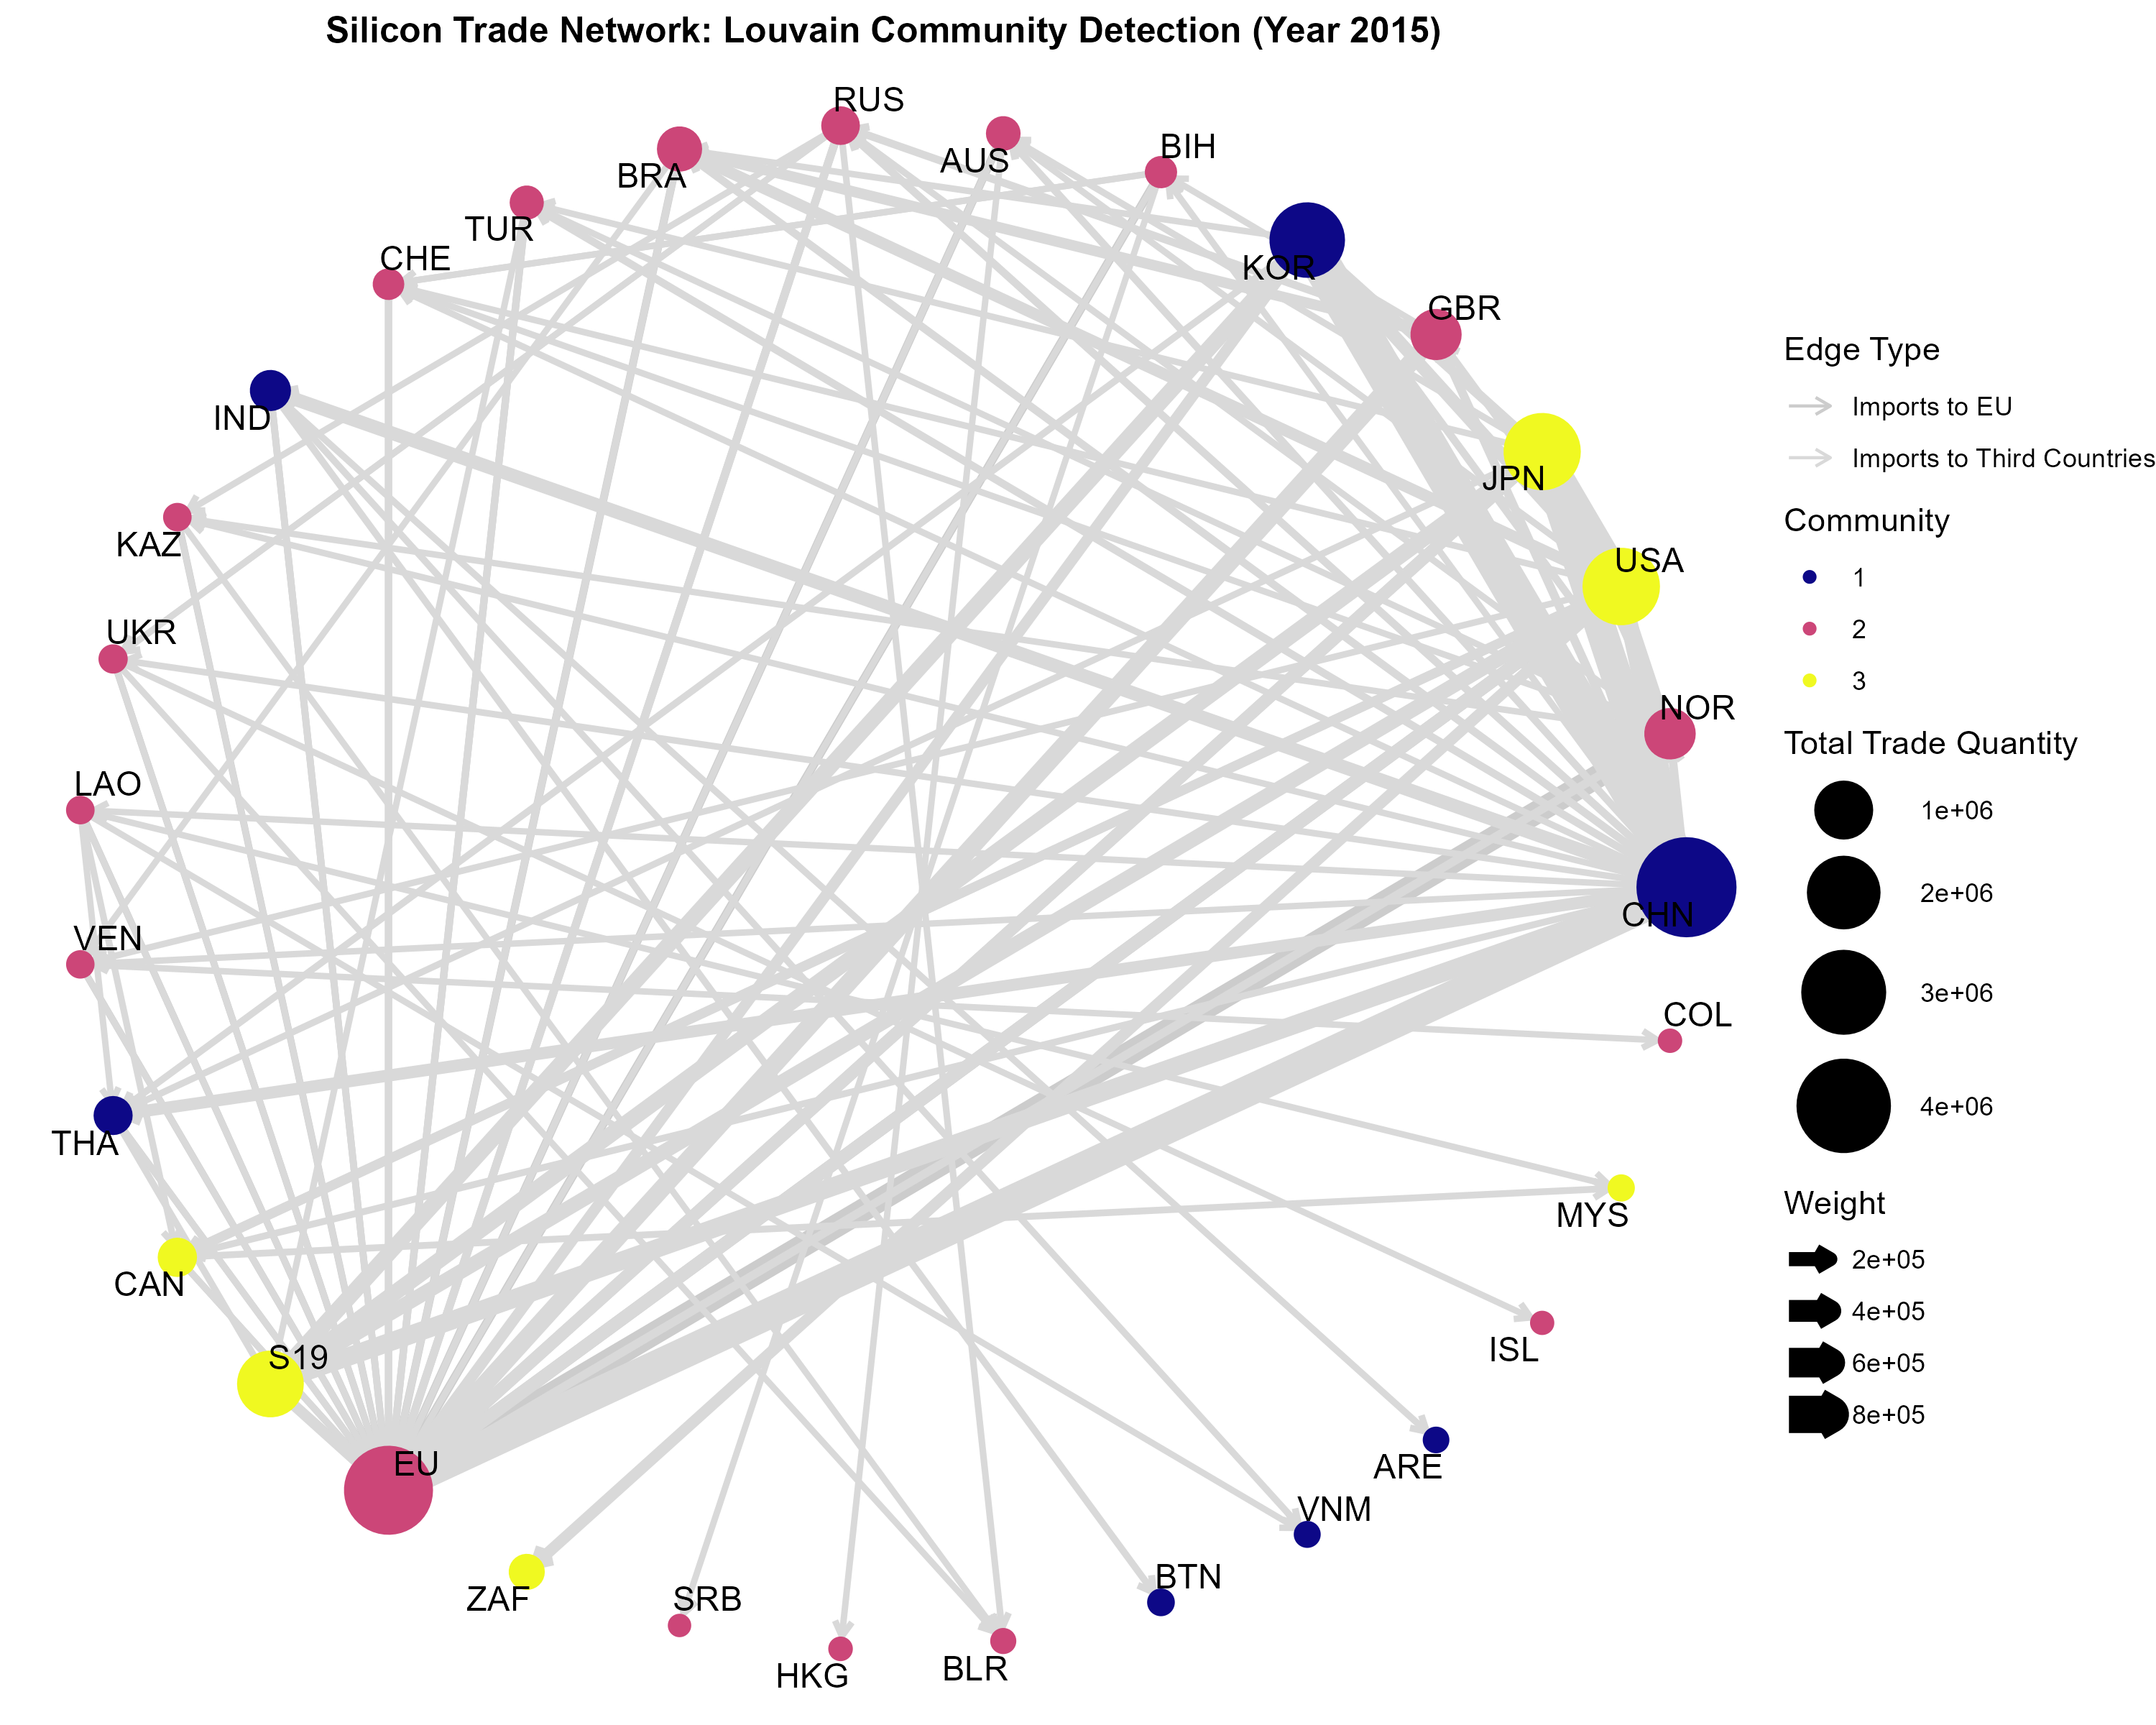 Silicon Trade Network: Louvain Community Detection (Year 2015)
RUS
AUS
BIH
BRA
TUR
CHE
KOR
GBR
IND
JPN
KAZ
USA
UKR
NOR
LAO
CHN
VEN
COL
THA
MYS
CAN
ISL
S19
EU
ARE
VNM
BTN
ZAF
SRB
HKG
BLR
Edge Type
Imports to EU
Imports to Third Countries
Community
1
2
3
Total Trade Quantity
1e+06
2e+06
3e+06
4e+06
Weight
2e+05
4e+05
6e+05
8e+05